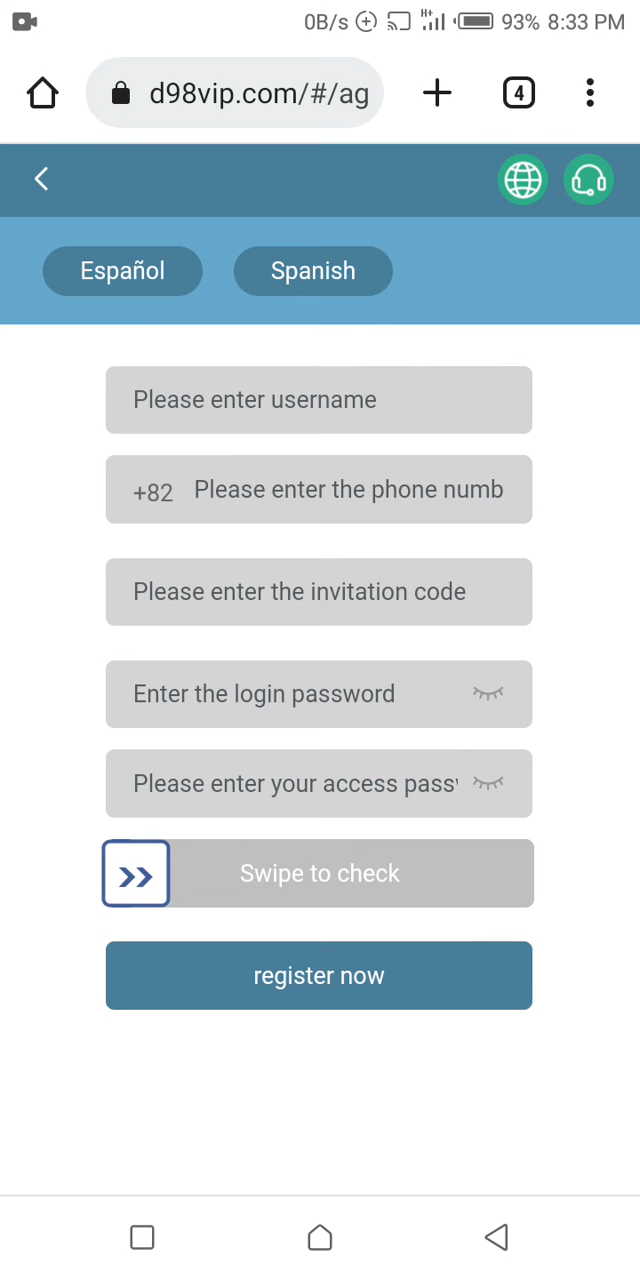 0B/s H+ 93% 8:33 PM
d98vip.com/#/ag 4
Español Spanish
Please enter username
+82 Please enter the phone numb
Please enter the invitation code
Enter the login password
Please enter your access pass
Swipe to check
register now